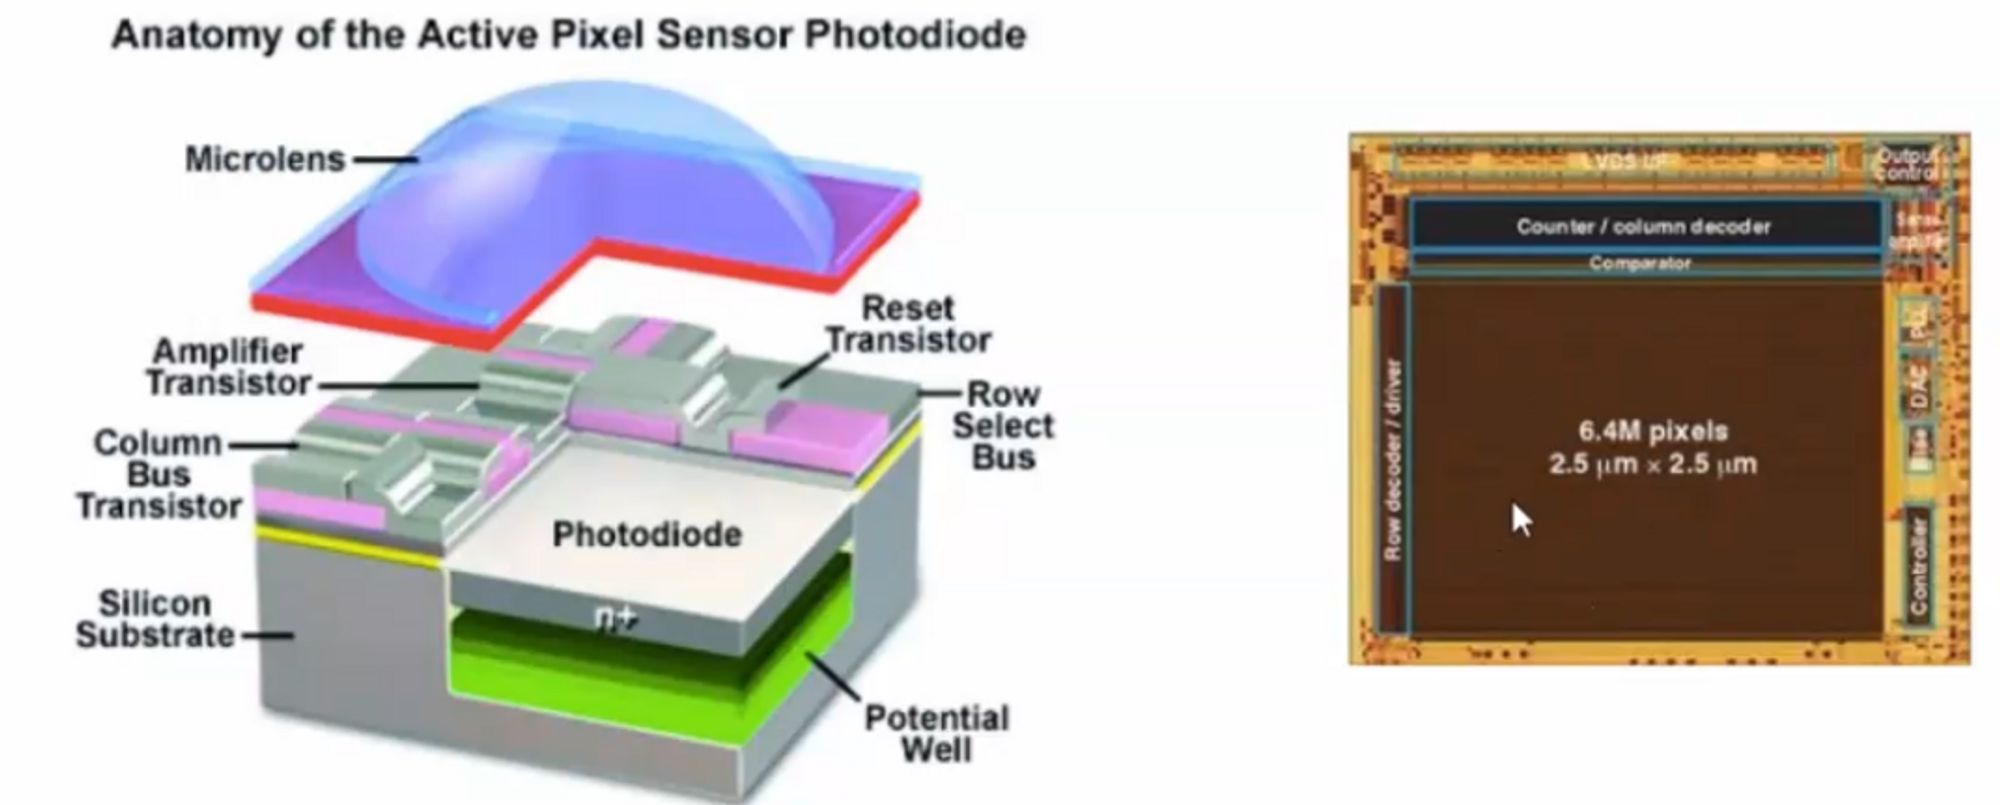 Anatomy of the Active Pixel Sensor Photodiode
Microlens
Amplifier
Transistor
Column
Bus
Transistor
Silicon
Substrate
Reset
Transistor
Row
Select
Bus
Photodiode
n+
Potential
Well
LVDS I/F
Output
control
Counter / column decoder
Sense
Comparator
Row decoder / driver
6.4M pixels
2.5 μm × 2.5 μm
PLL
DAC
Controller